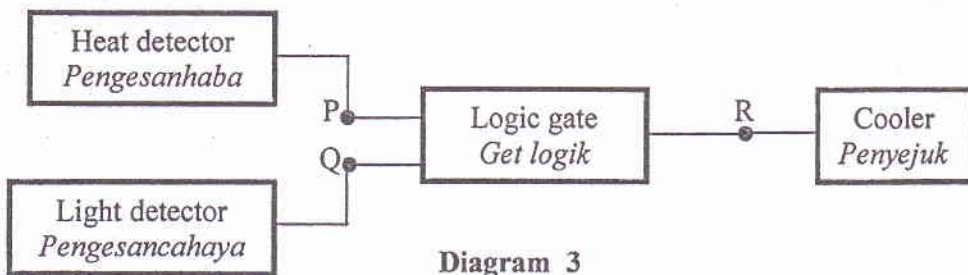 Heat detector
Pengesanhaba
P
Q
Logic gate
Get logik
R
Cooler
Penyejuk
Light detector
Pengesancahaya
Diagram 3